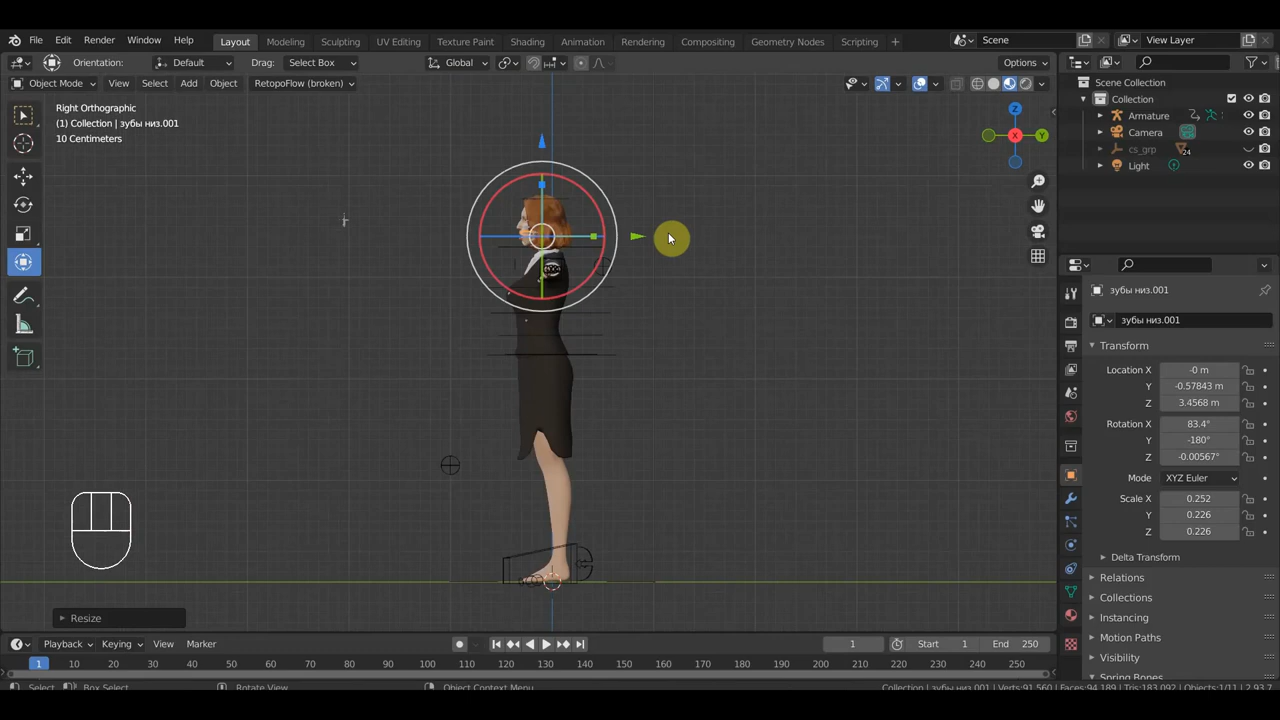 File Edit Render Window Help Layout Modeling Sculpting UV Editing Texture Paint Shading Animation Rendering Compositing Geometry Nodes Scripting + Scene View Layer
Orientation: Default Drag: Select Box Global Options
Object Mode View Select Add Object RetopoFlow (broken)
Right Orthographic
(1) Collection | зубы низ.001
10 Centimeters
Z
Y
X
Scene Collection
Collection
Armature
Camera
cs_grp 24
Light
зубы низ.001
зубы низ.001
Transform
Location X -0 m
Y -0.57843 m
Z 3.4568 m
Rotation X 83.4°
Y -180°
Z -0.00567°
Mode XYZ Euler
Scale X 0.252
Y 0.226
Z 0.226
Delta Transform
Relations
Collections
Instancing
Motion Paths
Visibility
Spring Bones
Resize
Playback Keying View Marker 1 Start 1 End 250
1 10 20 30 40 50 60 70 80 90 100 110 120 130 140 150 160 170 180 190 200 210 220 230 240 250
Select Box Select Rotate View Object Context Menu Collection | зубы низ.001 | Verts:91,560 | Faces:94,189 | Tris:183,092 | Objects:1/11 | 2.93.7